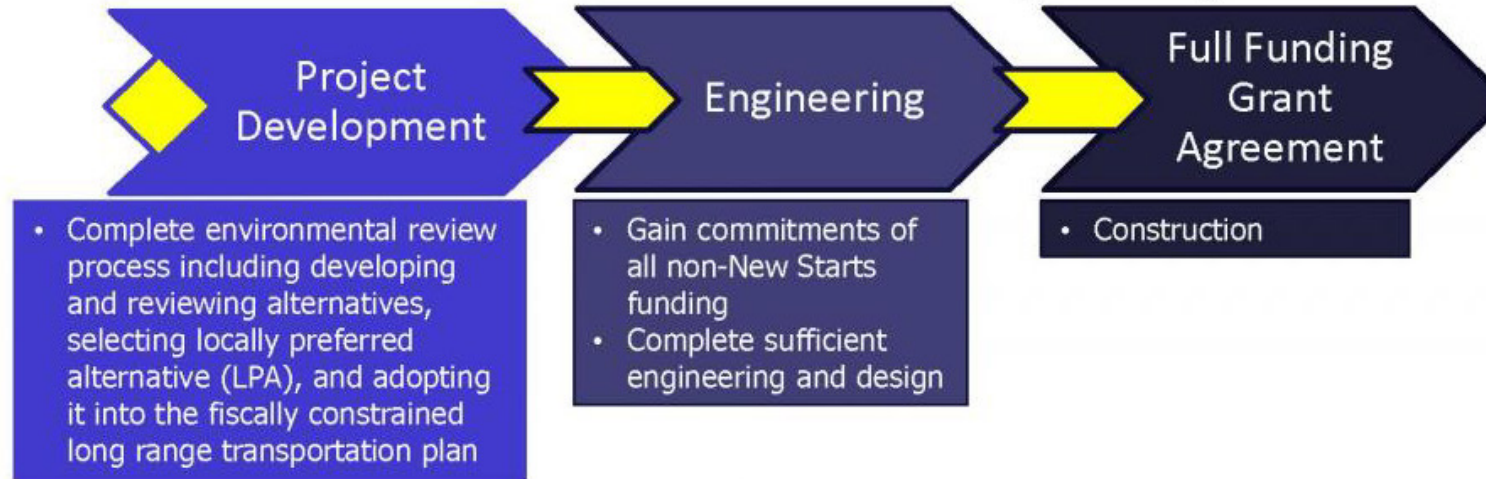 Project
Development
Engineering
Full Funding
Grant
Agreement
• Complete environmental review
process including developing
and reviewing alternatives,
selecting locally preferred
alternative (LPA), and adopting
it into the fiscally constrained
long range transportation plan
• Gain commitments of
all non-New Starts
funding
• Complete sufficient
engineering and design
• Construction